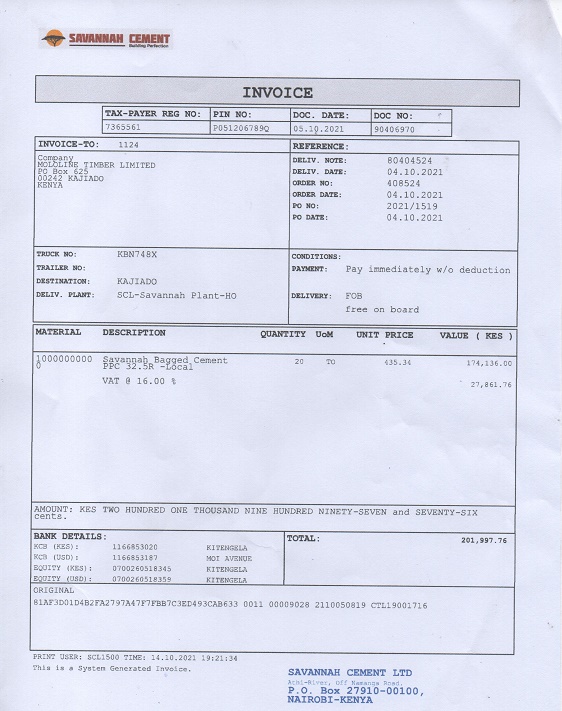 SAVANNAH CEMENT
Building Perfection
INVOICE
TAX-PAYER REG NO: PIN NO: DOC. DATE: DOC NO:
7365561 P051206789Q 05.10.2021 90406970
INVOICE-TO: 1124
Company
MOLOLINE TIMBER LIMITED
PO Box 625
00242 KAJIADO
KENYA
REFERENCE:
DELIV. NOTE: 80404524
DELIV. DATE: 04.10.2021
ORDER NO: 408524
ORDER DATE: 04.10.2021
PO NO: 2021/1519
PO DATE: 04.10.2021
TRUCK NO: KBN748X
TRAILER NO:
DESTINATION: KAJIADO
DELIV. PLANT: SCL-Savannah Plant-HO
CONDITIONS:
PAYMENT: Pay immediately w/o deduction
DELIVERY: FOB
free on board
MATERIAL DESCRIPTION QUANTITY UoM UNIT PRICE VALUE ( KES )
1000000000 Savannah Bagged Cement 20 TO 435.34 174,136.00
0 PPC 32.5R -Local
VAT @ 16.00 % 27,861.76
AMOUNT: KES TWO HUNDRED ONE THOUSAND NINE HUNDRED NINETY-SEVEN and SEVENTY-SIX
cents.
BANK DETAILS:
KCB (KES): 1166853020 KITENGELA
KCB (USD): 1166853187 MOI AVENUE
EQUITY (KES): 0700260518345 KITENGELA
EQUITY (USD): 0700260518359 KITENGELA
TOTAL: 201,997.76
ORIGINAL
81AF3D01D4B2FA2797A47F7FBB7C3ED493CAB633 0011 00009028 2110050819 CTL19001716
PRINT USER: SCL1500 TIME: 14.10.2021 19:21:34
This is a System Generated Invoice.
SAVANNAH CEMENT LTD
Athi-River, Off Namanga Road.
P.O. Box 27910-00100,
NAIROBI-KENYA